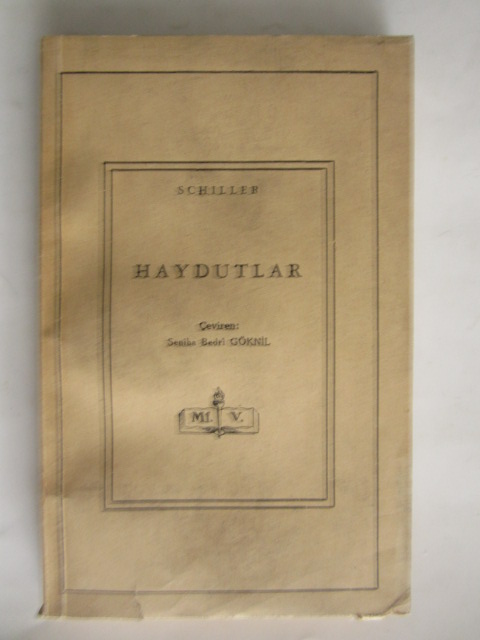 SCHILLER
HAYDUTLAR
Çeviren:
Seniha Bedri GÖKNİL
M. V.